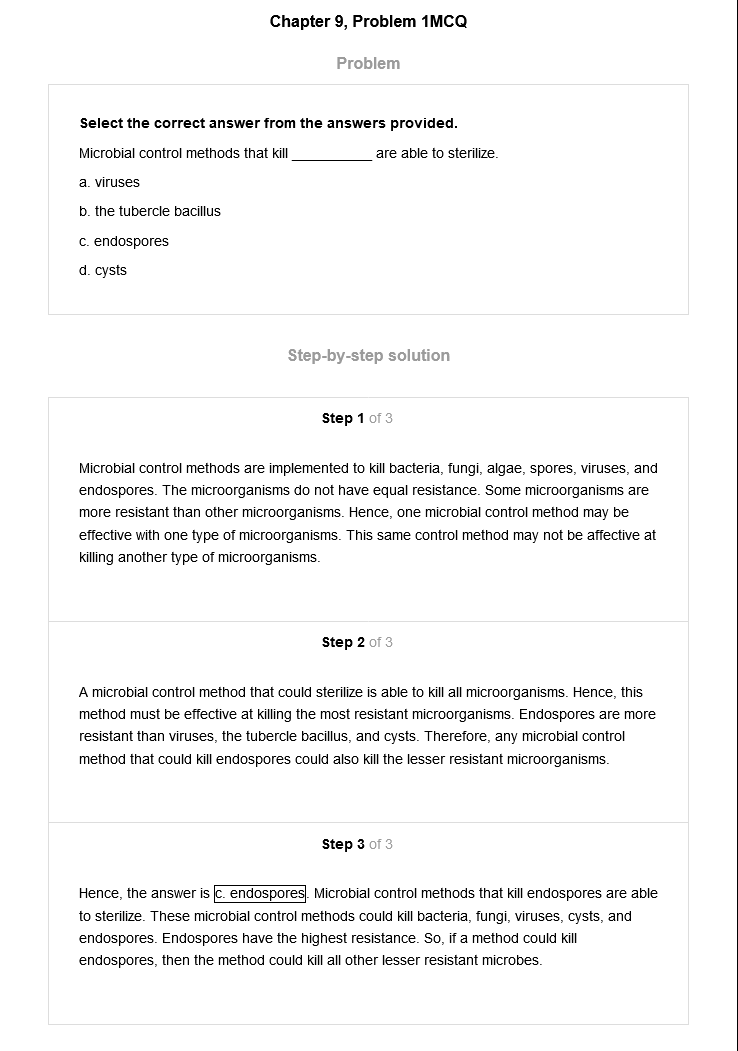 Chapter 9, Problem 1MCQ
Problem
Select the correct answer from the answers provided.
Microbial control methods that kill __________ are able to sterilize.
a. viruses
b. the tubercle bacillus
c. endospores
d. cysts
Step-by-step solution
Step 1 of 3
Microbial control methods are implemented to kill bacteria, fungi, algae, spores, viruses, and
endospores. The microorganisms do not have equal resistance. Some microorganisms are
more resistant than other microorganisms. Hence, one microbial control method may be
effective with one type of microorganisms. This same control method may not be affective at
killing another type of microorganisms.
Step 2 of 3
A microbial control method that could sterilize is able to kill all microorganisms. Hence, this
method must be effective at killing the most resistant microorganisms. Endospores are more
resistant than viruses, the tubercle bacillus, and cysts. Therefore, any microbial control
method that could kill endospores could also kill the lesser resistant microorganisms.
Step 3 of 3
Hence, the answer is c. endospores. Microbial control methods that kill endospores are able
to sterilize. These microbial control methods could kill bacteria, fungi, viruses, cysts, and
endospores. Endospores have the highest resistance. So, if a method could kill
endospores, then the method could kill all other lesser resistant microbes.